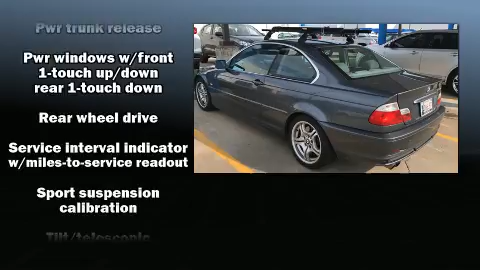 Pwr trunk release
Pwr windows w/front
1-touch up/down
rear 1-touch down
Rear wheel drive
Service interval indicator
w/miles-to-service readout
Sport suspension
calibration
Tilt/telescopic